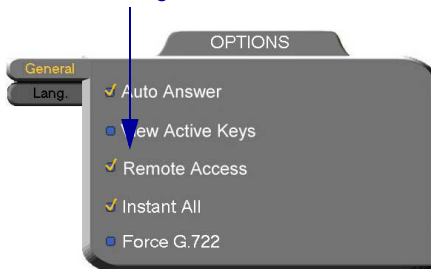 OPTIONS
General
Lang.
Auto Answer
View Active Keys
Remote Access
Instant All
Force G.722